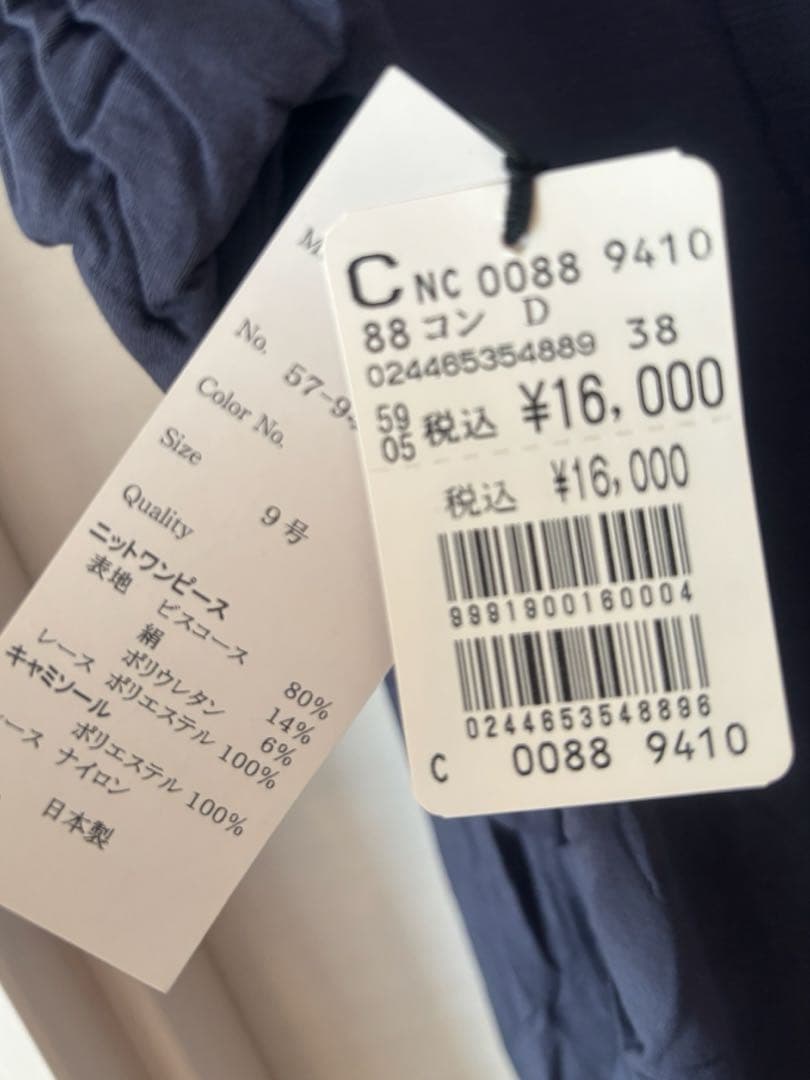 C NC 0088 9410
88 コン D
024465354889 38
59
05 税込 ¥16,000
税込 ¥16,000
9981900160004
0244653548896
C 0088 9410
No. 57-9
Color No.
Size 9号
Quality
ニットワンピース
表地 ビスコース 80%
絹 14%
ポリウレタン 6%
レース ポリエステル 100%
キャミソール
ポリエステル 100%
ース ナイロン
日本製